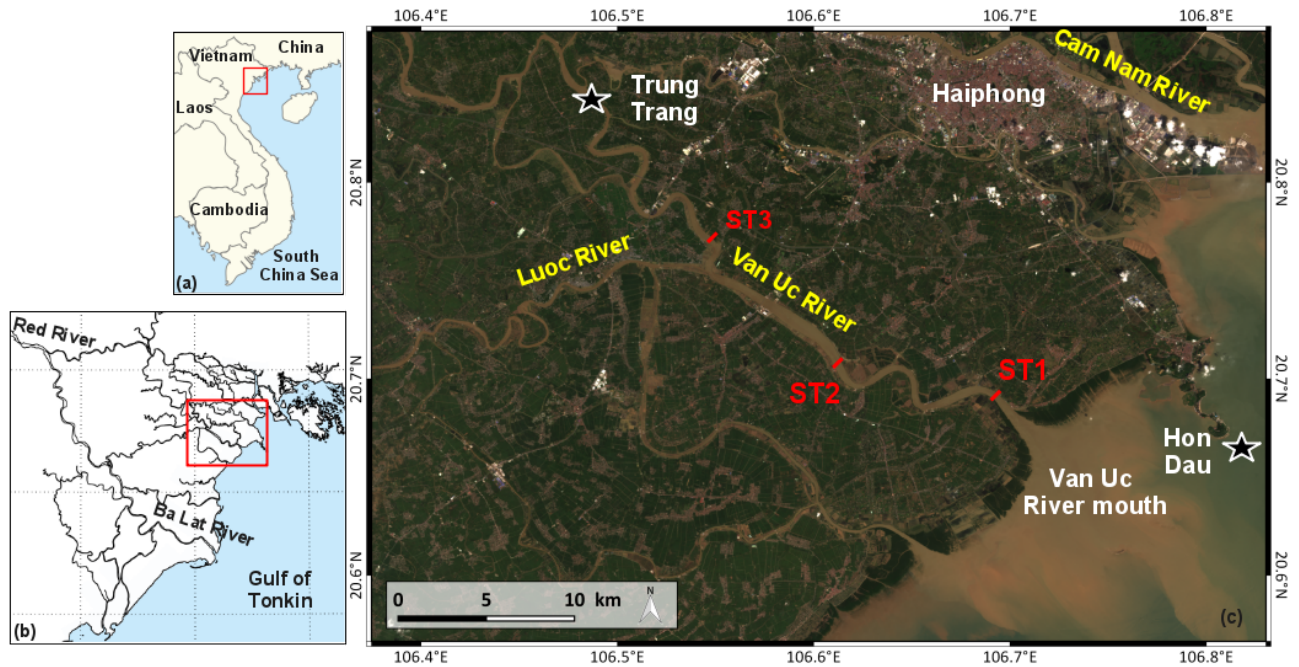 China
Vietnam
Laos
Cambodia
South
China Sea
(a)
Red River
Ba Lat River
Gulf of
Tonkin
(b)
106.4°E
106.5°E
106.6°E
106.7°E
106.8°E
Cam Nam River
Trung
Trang
Haiphong
20.8°N
20.8°N
ST3
Luoc River
Van Uc River
20.7°N
20.7°N
ST1
ST2
Hon
Dau
Van Uc
River mouth
20.6°N
20.6°N
N
0 5 10 km
(c)
106.4°E
106.5°E
106.6°E
106.7°E
106.8°E